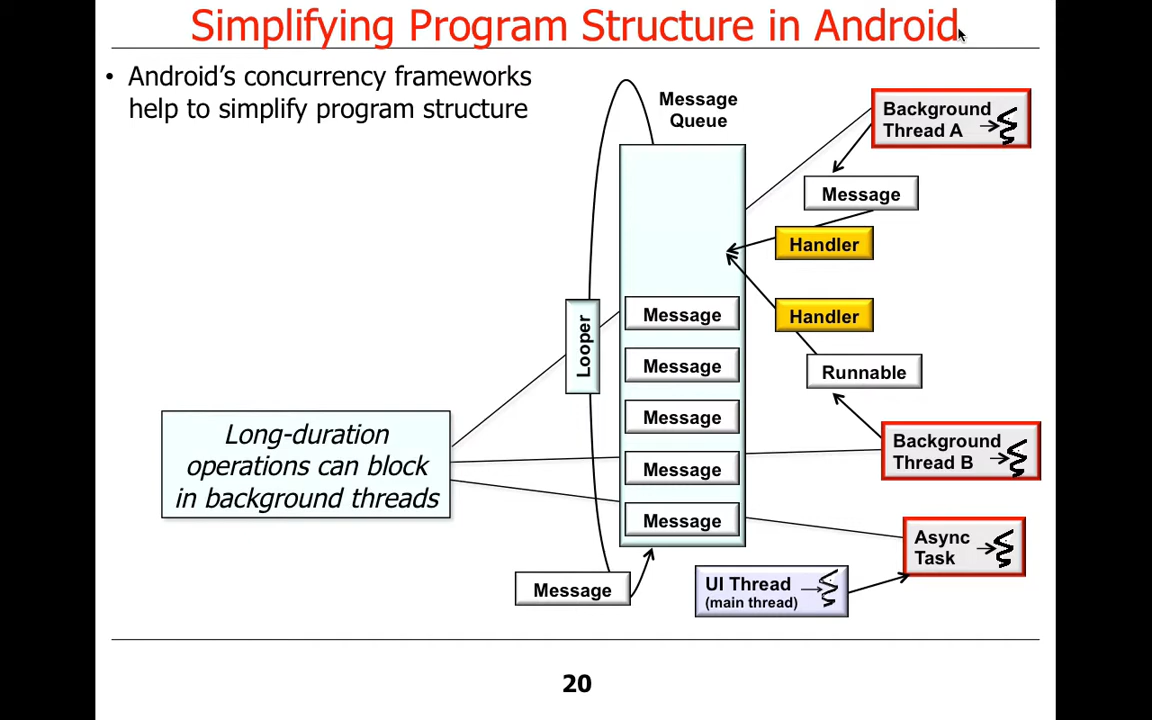 Simplifying Program Structure in Android
• Android’s concurrency frameworks
help to simplify program structure
Message
Queue
Background
Thread A
Message
Handler
Looper
Message
Handler
Message
Runnable
Message
Long-duration
operations can block
in background threads
Message
Background
Thread B
Message
Async
Task
Message
UI Thread
(main thread)
20